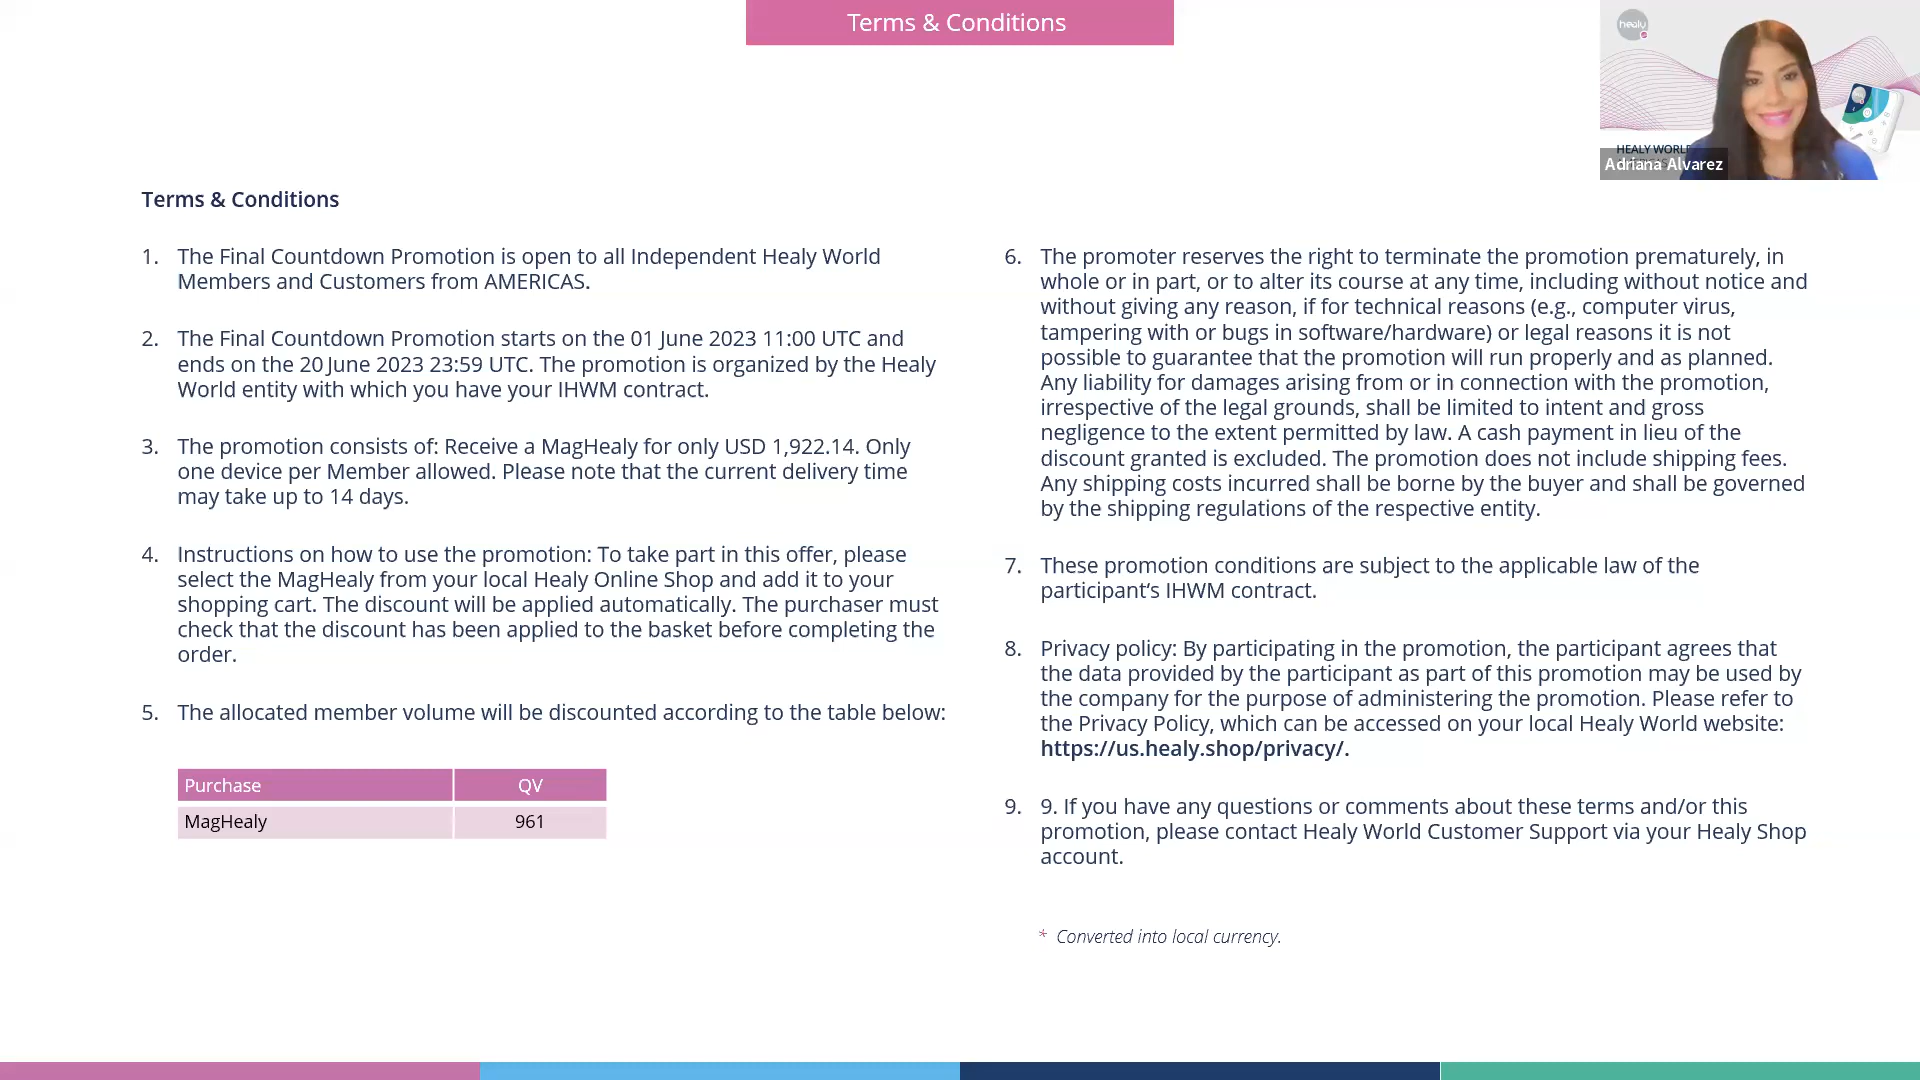 Terms & Conditions
healy
HEALY WORL
Adriana Alvarez
Terms & Conditions
1. The Final Countdown Promotion is open to all Independent Healy World
Members and Customers from AMERICAS.
2. The Final Countdown Promotion starts on the 01 June 2023 11:00 UTC and
ends on the 20 June 2023 23:59 UTC. The promotion is organized by the Healy
World entity with which you have your IHWM contract.
3. The promotion consists of: Receive a MagHealy for only USD 1,922.14. Only
one device per Member allowed. Please note that the current delivery time
may take up to 14 days.
4. Instructions on how to use the promotion: To take part in this offer, please
select the MagHealy from your local Healy Online Shop and add it to your
shopping cart. The discount will be applied automatically. The purchaser must
check that the discount has been applied to the basket before completing the
order.
5. The allocated member volume will be discounted according to the table below:
Purchase QV
MagHealy 961
6. The promoter reserves the right to terminate the promotion prematurely, in
whole or in part, or to alter its course at any time, including without notice and
without giving any reason, if for technical reasons (e.g., computer virus,
tampering with or bugs in software/hardware) or legal reasons it is not
possible to guarantee that the promotion will run properly and as planned.
Any liability for damages arising from or in connection with the promotion,
irrespective of the legal grounds, shall be limited to intent and gross
negligence to the extent permitted by law. A cash payment in lieu of the
discount granted is excluded. The promotion does not include shipping fees.
Any shipping costs incurred shall be borne by the buyer and shall be governed
by the shipping regulations of the respective entity.
7. These promotion conditions are subject to the applicable law of the
participant‘s IHWM contract.
8. Privacy policy: By participating in the promotion, the participant agrees that
the data provided by the participant as part of this promotion may be used by
the company for the purpose of administering the promotion. Please refer to
the Privacy Policy, which can be accessed on your local Healy World website:
https://us.healy.shop/privacy/.
9. 9. If you have any questions or comments about these terms and/or this
promotion, please contact Healy World Customer Support via your Healy Shop
account.
* Converted into local currency.